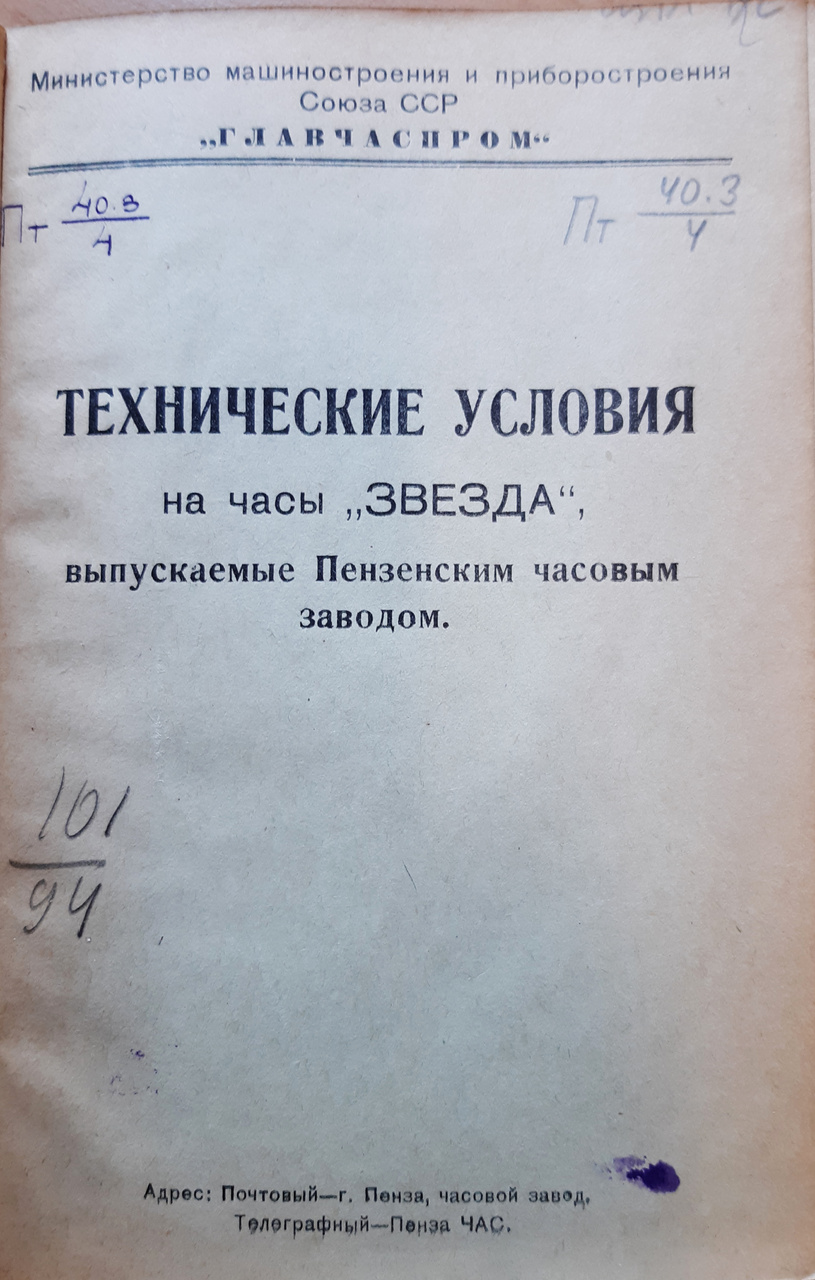 Министерство машиностроения и приборостроения
Союза ССР
„ГЛАВЧАСПРОМ“
Пт 40.3
4
Пт 40.3
4
ТЕХНИЧЕСКИЕ УСЛОВИЯ
на часы „ЗВЕЗДА“,
выпускаемые Пензенским часовым
заводом.
101
94
Адрес: Почтовый—г. Пенза, часовой завод,
Телеграфный—Пенза ЧАС.